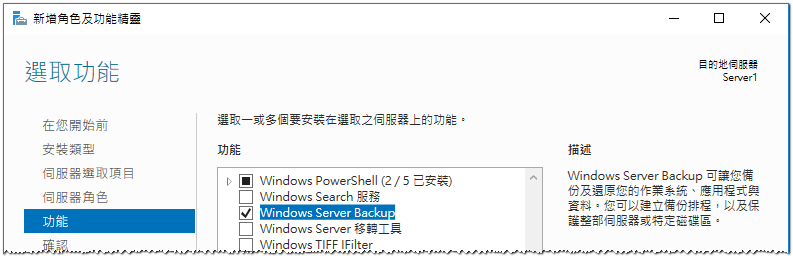 新增角色及功能精靈
選取功能
目的地伺服器
Server1
在您開始前
安裝類型
伺服器選取項目
伺服器角色
功能
確認
選取一或多個要安裝在選取之伺服器上的功能。
功能
Windows PowerShell (2 / 5 已安裝)
Windows Search 服務
Windows Server Backup
Windows Server 移轉工具
Windows TIFF IFilter
描述
Windows Server Backup 可讓您備
份及還原您的作業系統、應用程式與
資料。您可以建立備份排程，以及保
護整部伺服器或特定磁碟區。